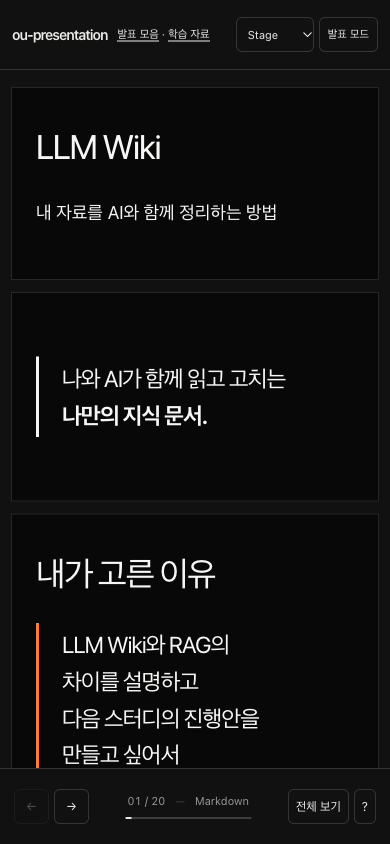 ou-presentation 발표 모음 · 학습 자료 Stage 발표 모드
LLM Wiki
내 자료를 AI와 함께 정리하는 방법
나와 AI가 함께 읽고 고치는
나만의 지식 문서.
내가 고른 이유
LLM Wiki와 RAG의
차이를 설명하고
다음 스터디의 진행안을
만들고 싶어서
← → 01 / 20 — Markdown 전체 보기 ?